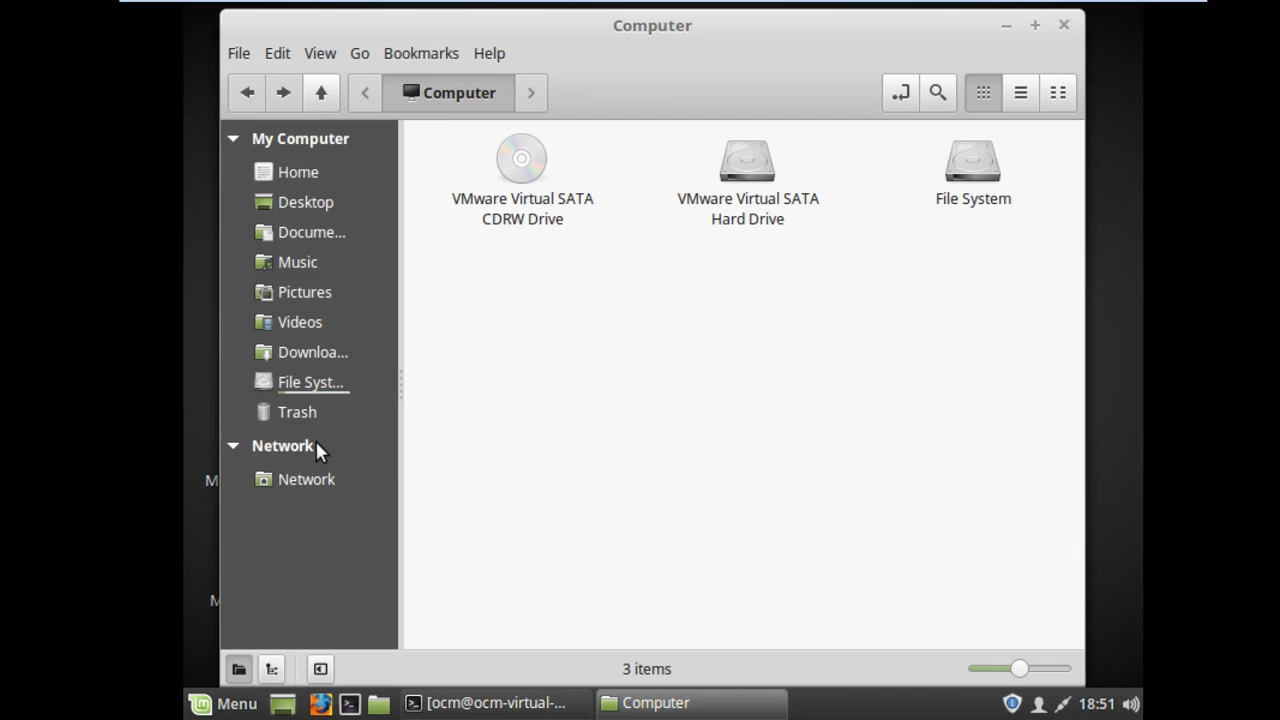 Computer
File Edit View Go Bookmarks Help
Computer
My Computer
Home
Desktop
Docume...
Music
Pictures
Videos
Downloa...
File Syst...
Trash
Network
Network
VMware Virtual SATA
CDRW Drive
VMware Virtual SATA
Hard Drive
File System
M
M
3 items
Menu [ocm@ocm-virtual-... Computer 18:51